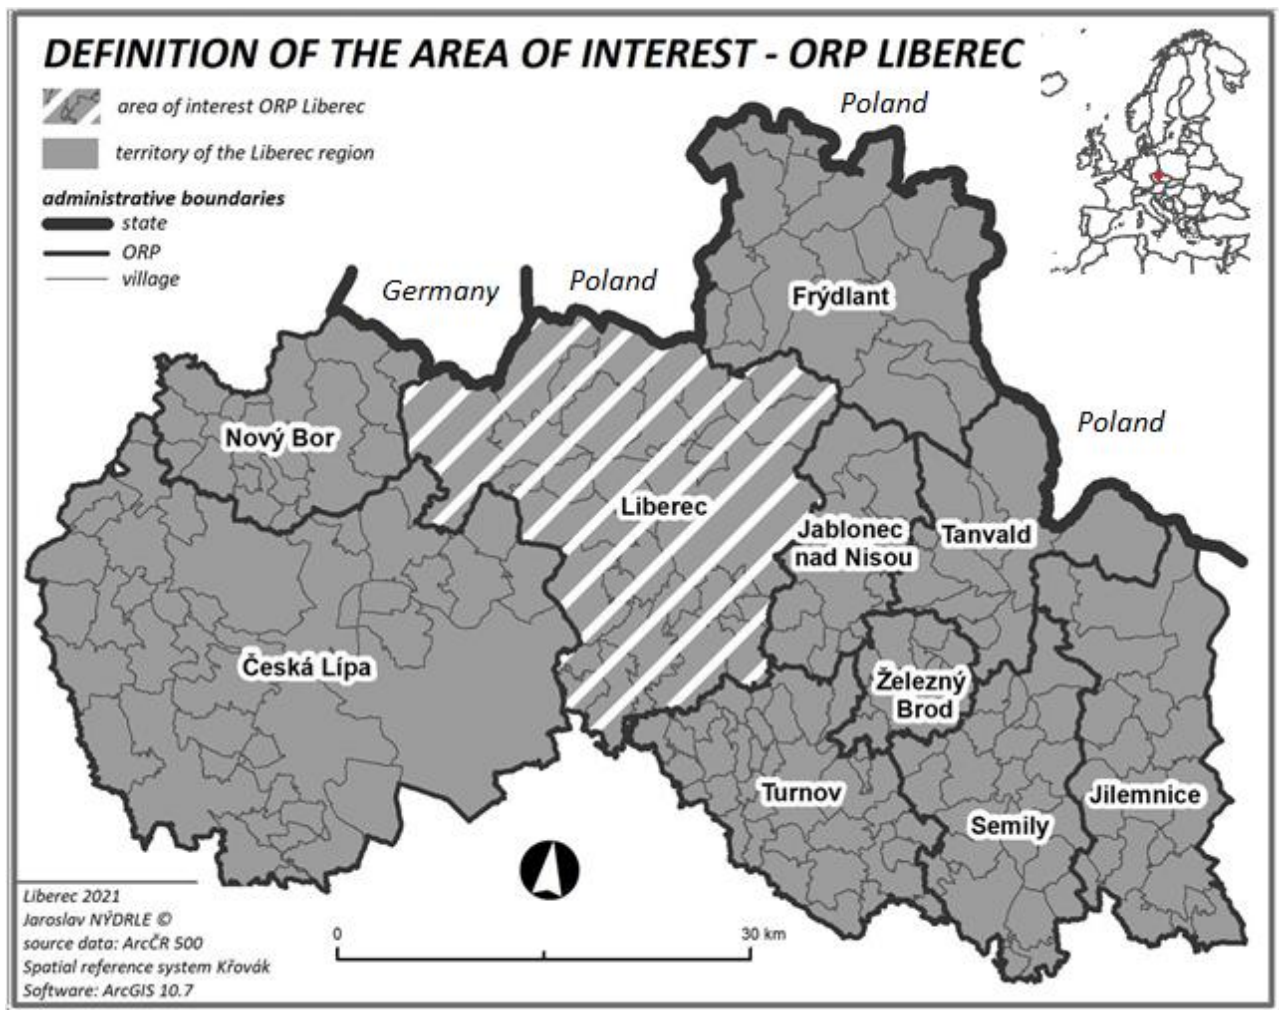 DEFINITION OF THE AREA OF INTEREST - ORP LIBEREC
area of interest ORP Liberec
territory of the Liberec region
administrative boundaries
state
ORP
village
Poland
Germany
Poland
Frýdlant
Poland
Nový Bor
Liberec
Jablonec
nad Nisou
Tanvald
Česká Lípa
Železný
Brod
Turnov
Semily
Jilemnice
Liberec 2021
Jaroslav NÝDRLE ©
source data: ArcČR 500
Spatial reference system Křovák
Software: ArcGIS 10.7
0
30 km